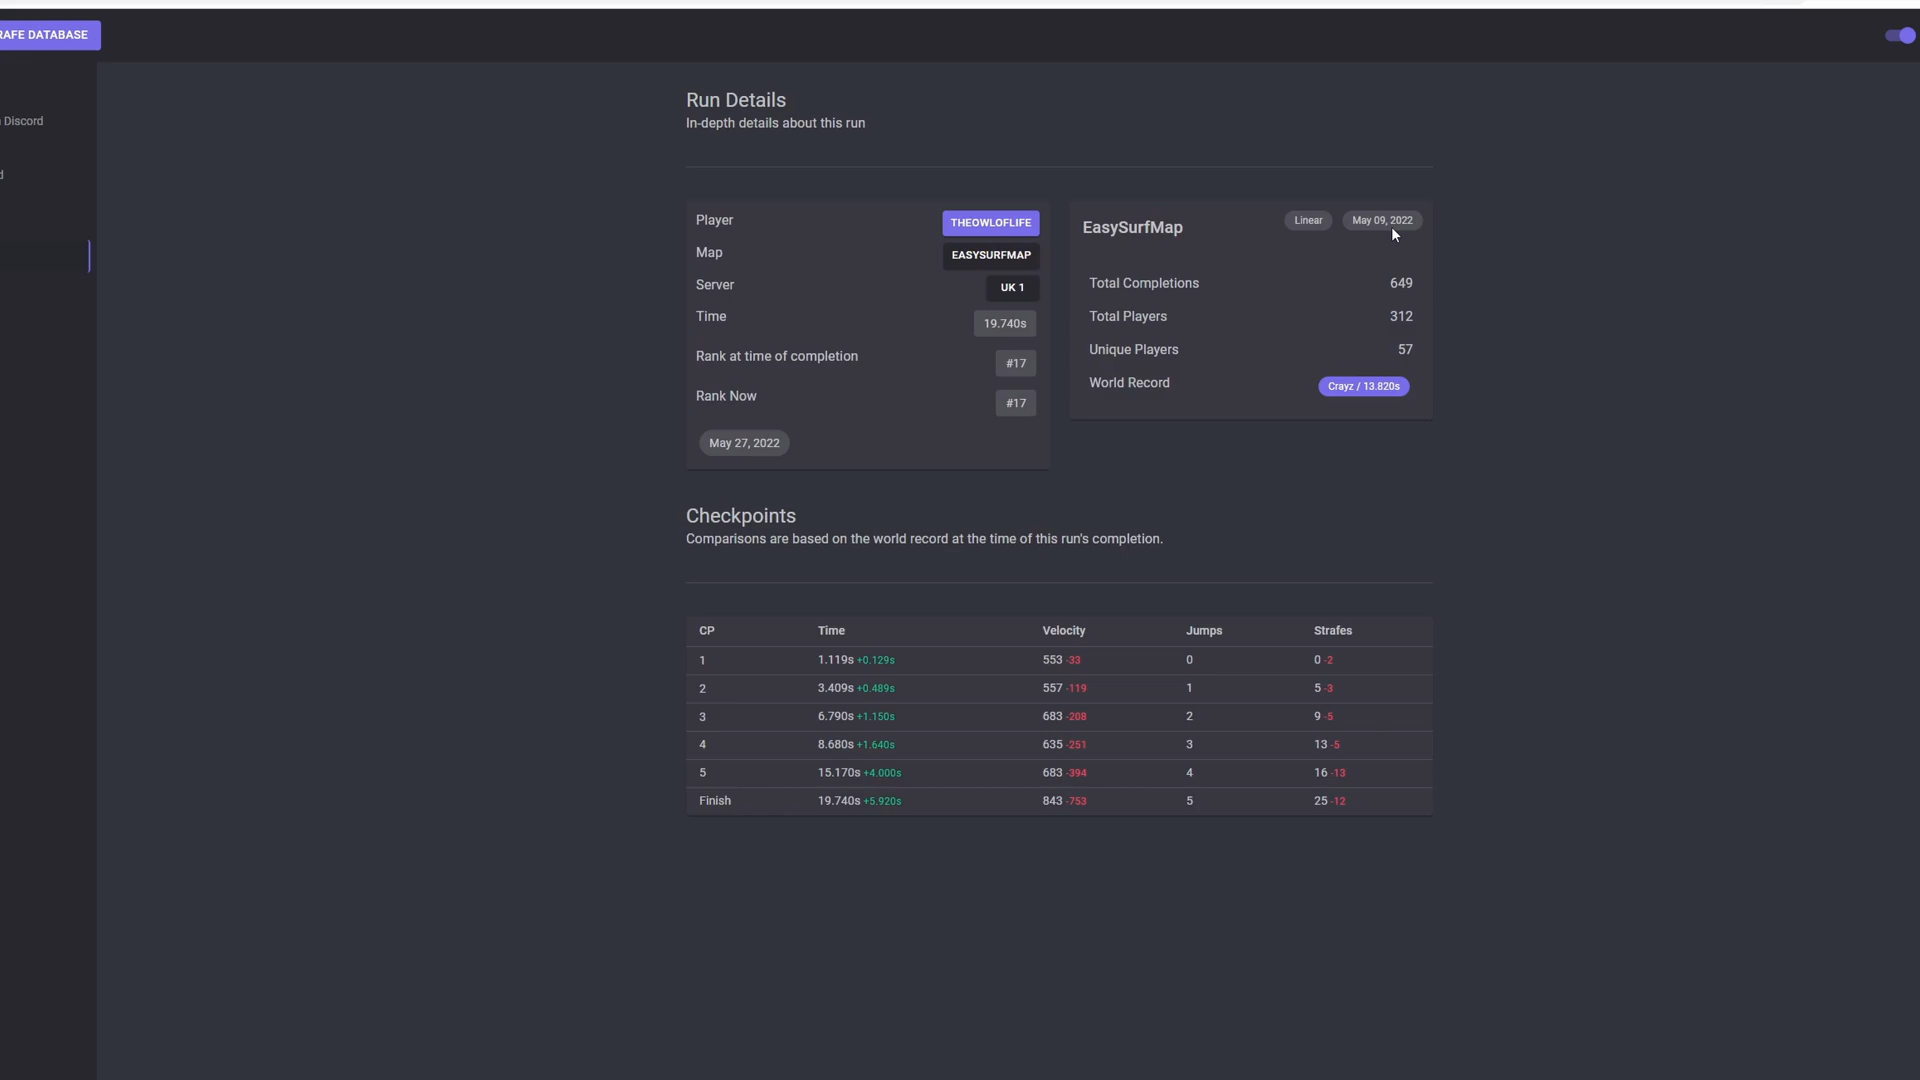 RAFE DATABASE
Discord
d
Run Details
In-depth details about this run
Player THEOWLOFLIFE
Map EASYSURFMAP
Server UK 1
Time 19.740s
Rank at time of completion #17
Rank Now #17
May 27, 2022
EasySurfMap Linear May 09, 2022
Total Completions 649
Total Players 312
Unique Players 57
World Record Crayz / 13.820s
Checkpoints
Comparisons are based on the world record at the time of this run's completion.
CP Time Velocity Jumps Strafes
1 1.119s +0.129s 553 -33 0 0 -2
2 3.409s +0.489s 557 -119 1 5 -3
3 6.790s +1.150s 683 -208 2 9 -5
4 8.680s +1.640s 635 -251 3 13 -5
5 15.170s +4.000s 683 -394 4 16 -13
Finish 19.740s +5.920s 843 -753 5 25 -12